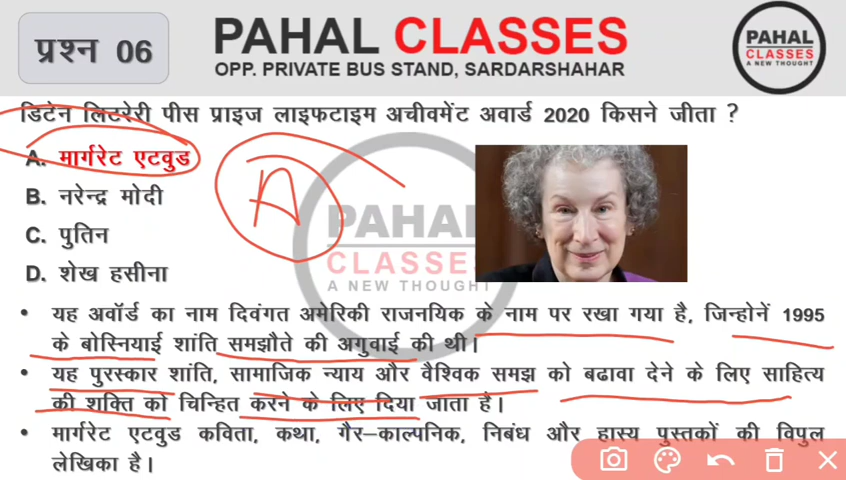 प्रश्न 06
PAHAL CLASSES
OPP. PRIVATE BUS STAND, SARDARSHAHAR
PAHAL
CLASSES
A NEW THOUGHT
डिटेन लिटरेरी पीस प्राइज लाइफटाइम अचीवमेंट अवार्ड 2020 किसने जीता ?
A. मार्गरेट एटवुड
B. नरेन्द्र मोदी
C. पुतिन
D. शेख हसीना
A
PAHAL
CLASSES
A NEW THOUGHT
• यह अवॉर्ड का नाम दिवंगत अमेरिकी राजनयिक के नाम पर रखा गया है, जिन्होनें 1995
के बोस्नियाई शांति समझौते की अगुवाई की थी।
• यह पुरस्कार शांति, सामाजिक न्याय और वैश्विक समझ को बढावा देने के लिए साहित्य
की शक्ति को चिन्हित करने के लिए दिया जाता है।
• मार्गरेट एटवुड कविता, कथा, गैर–काल्पनिक, निबंध और हास्य पुस्तकों की विपुल
लेखिका है।